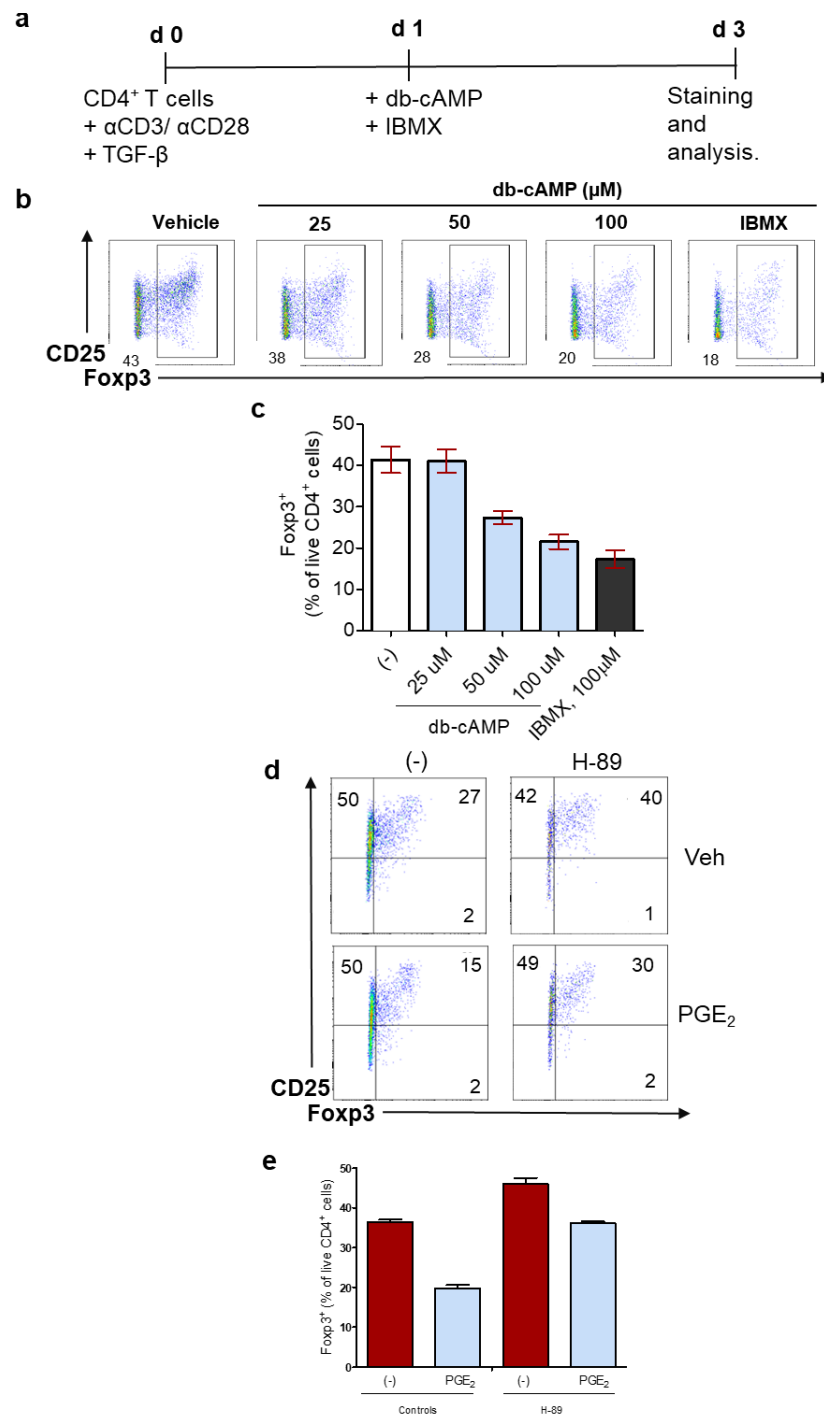 a
d 0 d 1 d 3
CD4⁺ T cells + db-cAMP Staining
+ αCD3/ αCD28 + IBMX and
+ TGF-β analysis.
b
db-cAMP (µM)
Vehicle 25 50 100 IBMX
43 38 28 20 18
CD25
Foxp3
c
Foxp3⁺
(% of live CD4⁺ cells)
50
40
30
20
10
0
(-) 25 uM 50 uM 100 uM IBMX, 100µM
db-cAMP
d
(-) H-89
50 27 42 40
Veh
2 1
50 15 49 30
PGE₂
2 2
CD25
Foxp3
e
Foxp3⁺ (% of live CD4⁺ cells)
50
40
30
20
10
0
(-) PGE₂ (-) PGE₂
Controls H-89